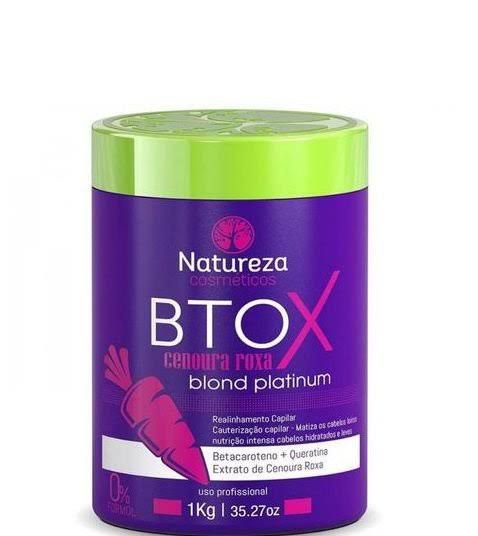 Natureza
cosméticos
BTOX
cenoura roxa
blond platinum
Realinhamento Capilar
Cauterização capilar - Matiza os cabelos loiros
nutrição intensa cabelos hidratados e leves
Betacaroteno + Queratina
Extrato de Cenoura Roxa
0%
FORMOL
uso profissional
1Kg | 35.27oz